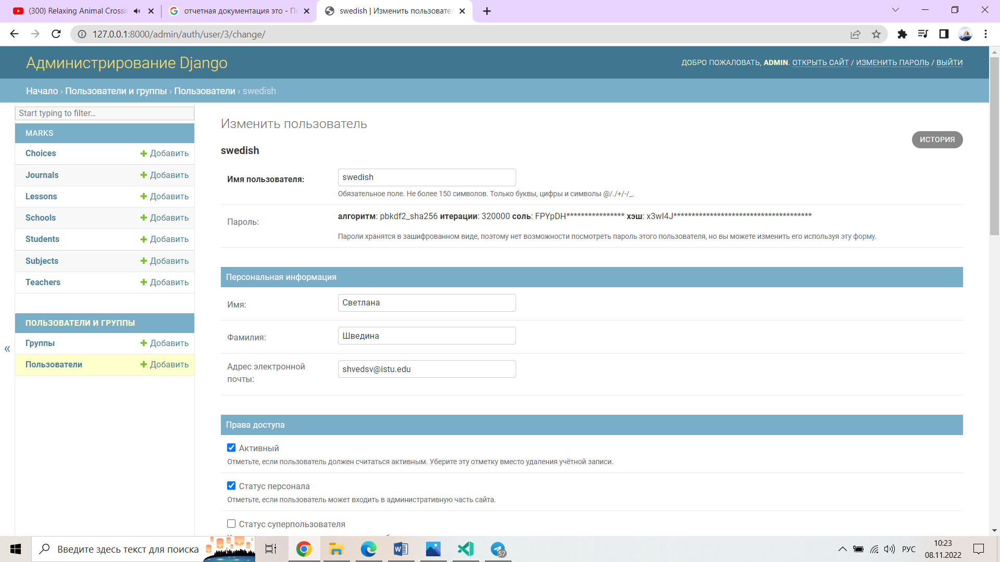 (300) Relaxing Animal Crossin
отчетная документация это - По
swedish | Изменить пользовател
127.0.0.1:8000/admin/auth/user/3/change/
Администрирование Django
ДОБРО ПОЖАЛОВАТЬ, ADMIN. ОТКРЫТЬ САЙТ / ИЗМЕНИТЬ ПАРОЛЬ / ВЫЙТИ
Начало › Пользователи и группы › Пользователи › swedish
Start typing to filter...
MARKS
Choices Добавить
Journals Добавить
Lessons Добавить
Schools Добавить
Students Добавить
Subjects Добавить
Teachers Добавить
ПОЛЬЗОВАТЕЛИ И ГРУППЫ
Группы Добавить
Пользователи Добавить
«
Изменить пользователь
ИСТОРИЯ
swedish
Имя пользователя: swedish
Обязательное поле. Не более 150 символов. Только буквы, цифры и символы @/./+/-/_.
Пароль: алгоритм: pbkdf2_sha256 итерации: 320000 соль: FPYpDH**************** хэш: x3wI4J**************************************
Пароли хранятся в зашифрованном виде, поэтому нет возможности посмотреть пароль этого пользователя, но вы можете изменить его используя эту форму.
Персональная информация
Имя: Светлана
Фамилия: Шведина
Адрес электронной почты: shvedsv@istu.edu
Права доступа
Активный
Отметьте, если пользователь должен считаться активным. Уберите эту отметку вместо удаления учётной записи.
Статус персонала
Отметьте, если пользователь может входить в административную часть сайта.
Статус суперпользователя
Введите здесь текст для поиска
57
РУС
10:23
08.11.2022